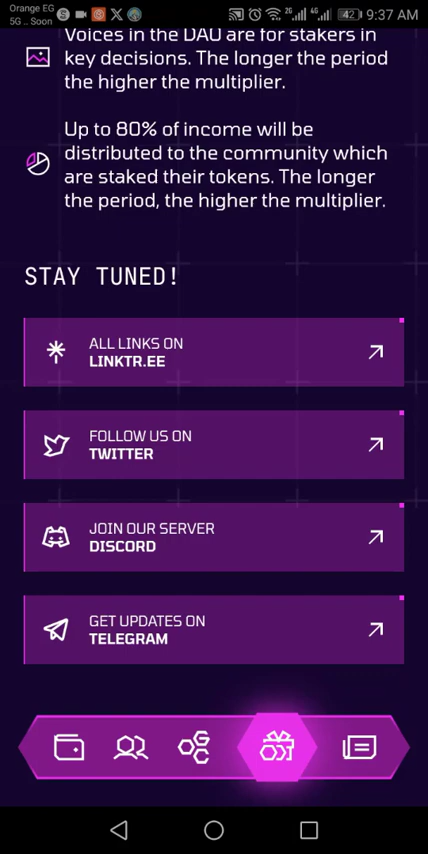 Orange EG
5G .. Soon
2G
4G
42
9:37 AM
Voices in the DAO are for stakers in
key decisions. The longer the period
the higher the multiplier.
Up to 80% of income will be
distributed to the community which
are staked their tokens. The longer
the period, the higher the multiplier.
STAY TUNED!
ALL LINKS ON
LINKTR.EE
FOLLOW US ON
TWITTER
JOIN OUR SERVER
DISCORD
GET UPDATES ON
TELEGRAM